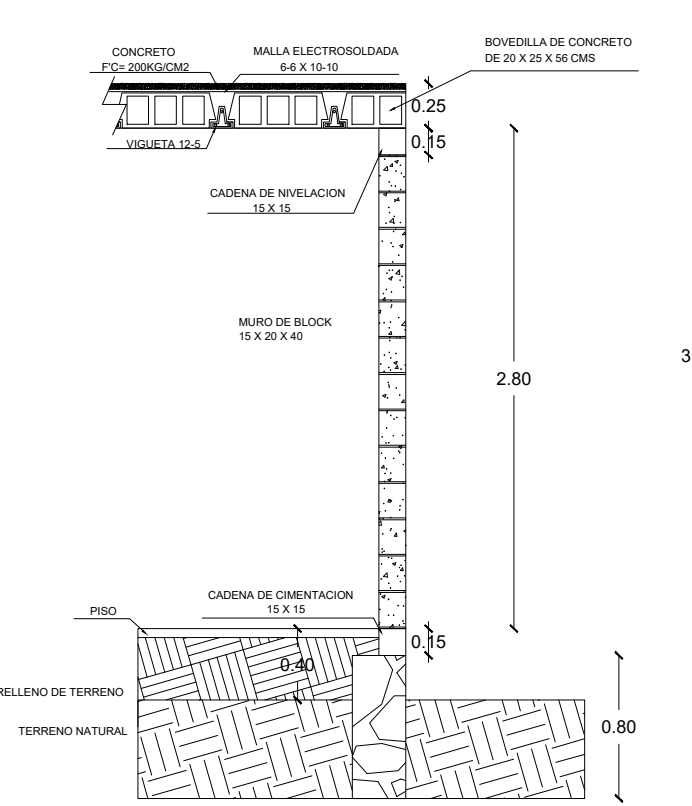 CONCRETO
F'C= 200KG/CM2
MALLA ELECTROSOLDADA
6-6 X 10-10
BOVEDILLA DE CONCRETO
DE 20 X 25 X 56 CMS
0.25
0.15
VIGUETA 12-5
CADENA DE NIVELACION
15 X 15
MURO DE BLOCK
15 X 20 X 40
2.80
3
CADENA DE CIMENTACION
15 X 15
PISO
0.15
0.40
RELLENO DE TERRENO
TERRENO NATURAL
0.80